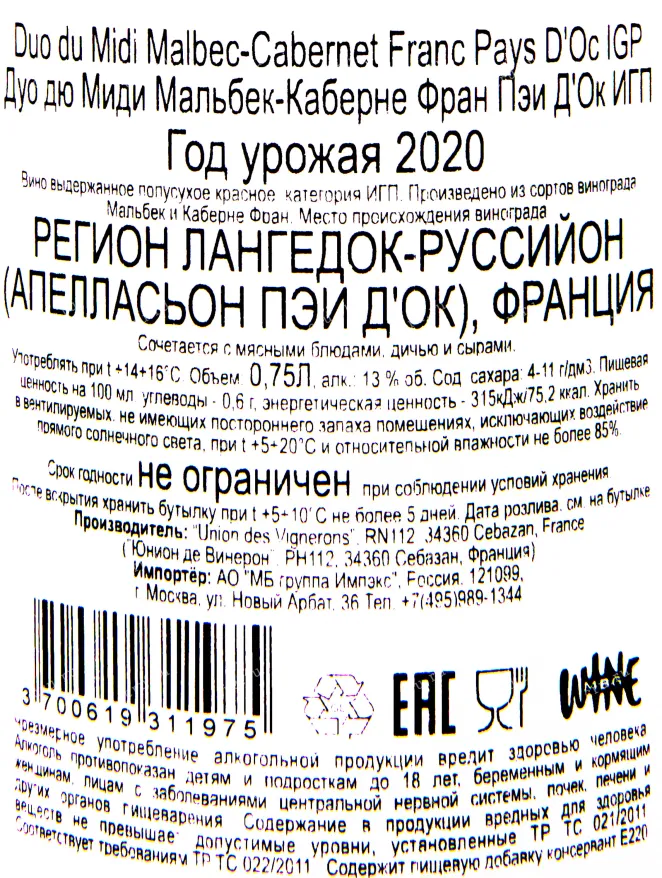 Duo du Midi Malbec-Cabernet Franc Pays D'Oc IGP
Дуо дю Миди Мальбек-Каберне Фран Пэи Д'Ок ИГП
Год урожая 2020
Вино выдержанное полусухое красное категория ИГП. Произведено из сортов винограда
Мальбек и Каберне Фран. Место происхождения винограда
РЕГИОН ЛАНГЕДОК-РУССИЙОН
(АПЕЛЛАСЬОН ПЭИ Д'ОК), ФРАНЦИЯ
Сочетается с мясными блюдами, дичью и сырами.
Употреблять при t +14+16°С. Объем: 0,75Л, алк.: 13 % об. Сод. сахара: 4-11 г/дм3. Пищевая
ценность на 100 мл: углеводы - 0,6 г, энергетическая ценность - 315кДж/75,2 ккал. Хранить
в вентилируемых, не имеющих постороннего запаха помещениях, исключающих воздействие
прямого солнечного света, при t +5+20°С и относительной влажности не более 85%.
Срок годности не ограничен при соблюдении условий хранения
После вскрытия хранить бутылку при t +5+10°С не более 5 дней. Дата розлива: см. на бутылке
Производитель: "Union des Vignerons", RN112, 34360 Cebazan, France
("Юнион де Винерон", РН112, 34360 Себазан, Франция)
Импортёр: АО "МБ группа Импэкс", Россия, 121099,
г. Москва, ул. Новый Арбат, 36 Тел. +7(495)989-1344
3 700619 311975
EAC
WINE
MBG
Чрезмерное употребление алкогольной продукции вредит здоровью человека
Алкоголь противопоказан детям и подросткам до 18 лет, беременным и кормящим
женщинам, лицам с заболеваниями центральной нервной системы, почек, печени и
других органов пищеварения Содержание в продукции вредных для здоровья
веществ не превышает допустимые уровни, установленные ТР ТС 021/2011
Соответствует требованиям ТР ТС 022/2011 Содержит пищевую добавку консервант Е220